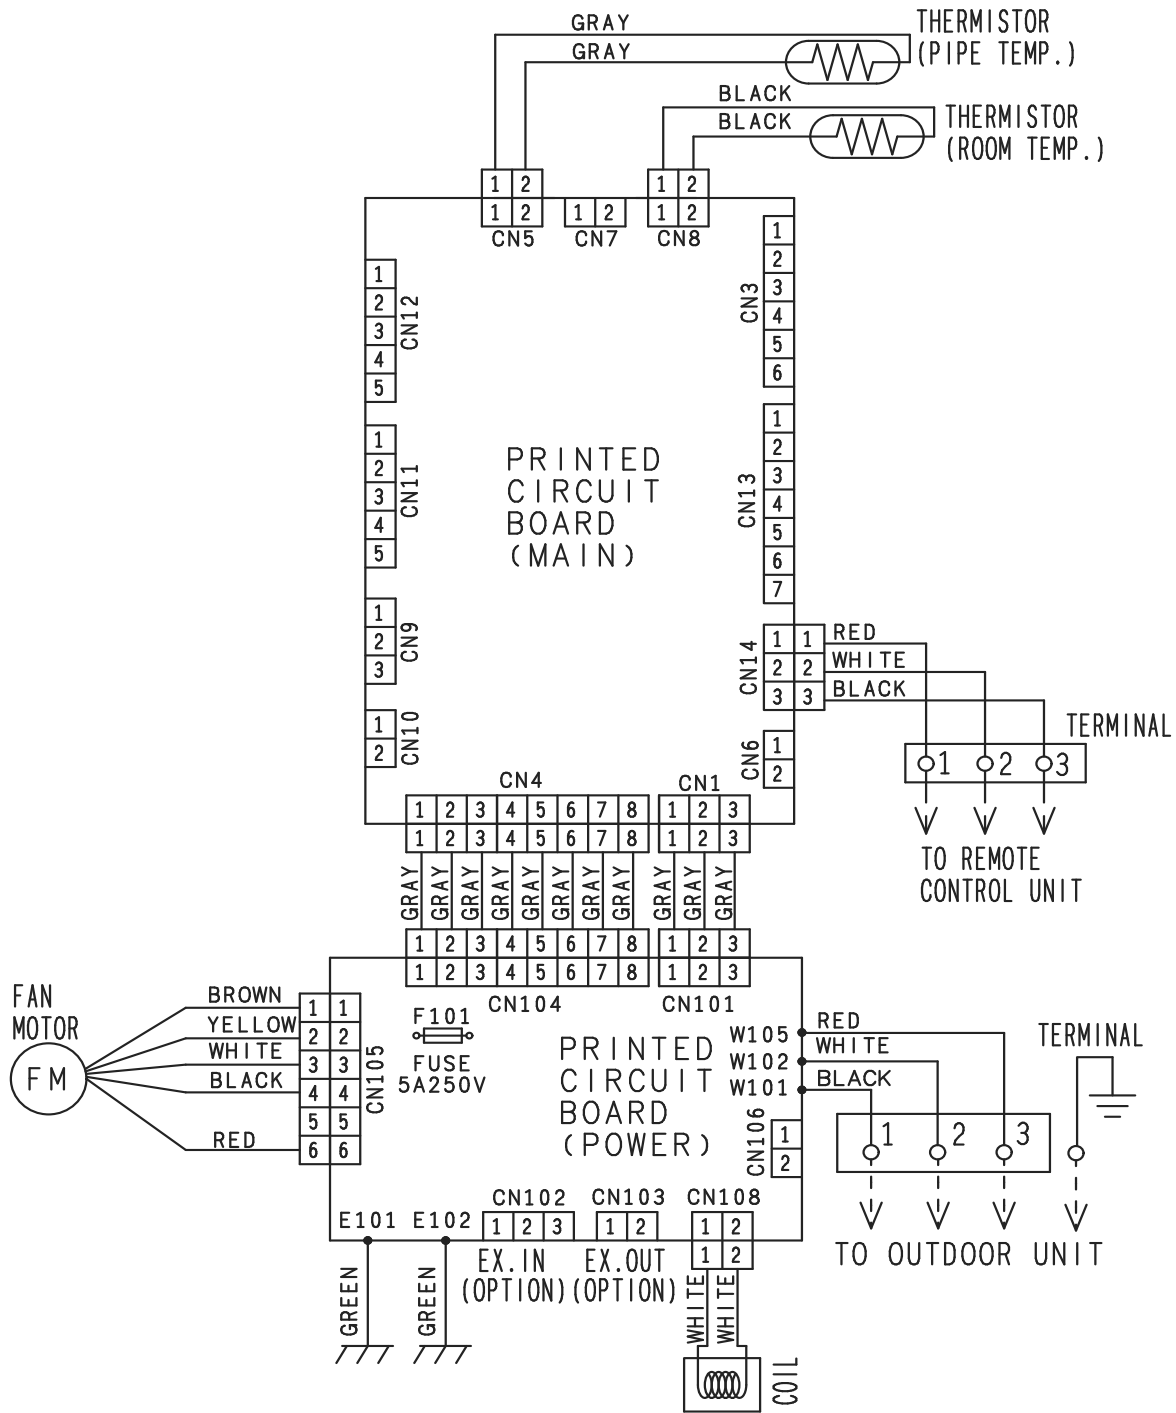 GRAY
THERMISTOR
(PIPE TEMP.)
GRAY
BLACK
THERMISTOR
(ROOM TEMP.)
BLACK
1 2
1 2
CN5
1 2
CN7
1 2
1 2
CN8
1
2
3
4
5
CN12
1
2
3
4
5
6
CN3
1
2
3
4
5
CN11
PRINTED
CIRCUIT
BOARD
(MAIN)
1
2
3
4
5
6
7
CN13
1
2
3
CN9
1 1 RED
2 2 WHITE
3 3 BLACK
CN14
1
2
CN10
1
2
CN6
TERMINAL
1 2 3
TO REMOTE
CONTROL UNIT
CN4
1 2 3 4 5 6 7 8
1 2 3 4 5 6 7 8
CN1
1 2 3
1 2 3
GRAY GRAY GRAY GRAY GRAY GRAY GRAY GRAY
GRAY GRAY GRAY
1 2 3 4 5 6 7 8
1 2 3 4 5 6 7 8
CN104
1 2 3
1 2 3
CN101
FAN
MOTOR
FM
BROWN 1 1
YELLOW 2 2
WHITE 3 3
BLACK 4 4
5 5
RED 6 6
CN105
F101
FUSE
5A250V
PRINTED
CIRCUIT
BOARD
(POWER)
W105 RED
W102 WHITE
W101 BLACK
CN106
1
2
TERMINAL
1 2 3
TO OUTDOOR UNIT
E101 E102
GREEN GREEN
CN102
1 2 3
EX.IN
(OPTION)
CN103
1 2
EX.OUT
(OPTION)
CN108
1 2
1 2
WHITE WHITE
COIL